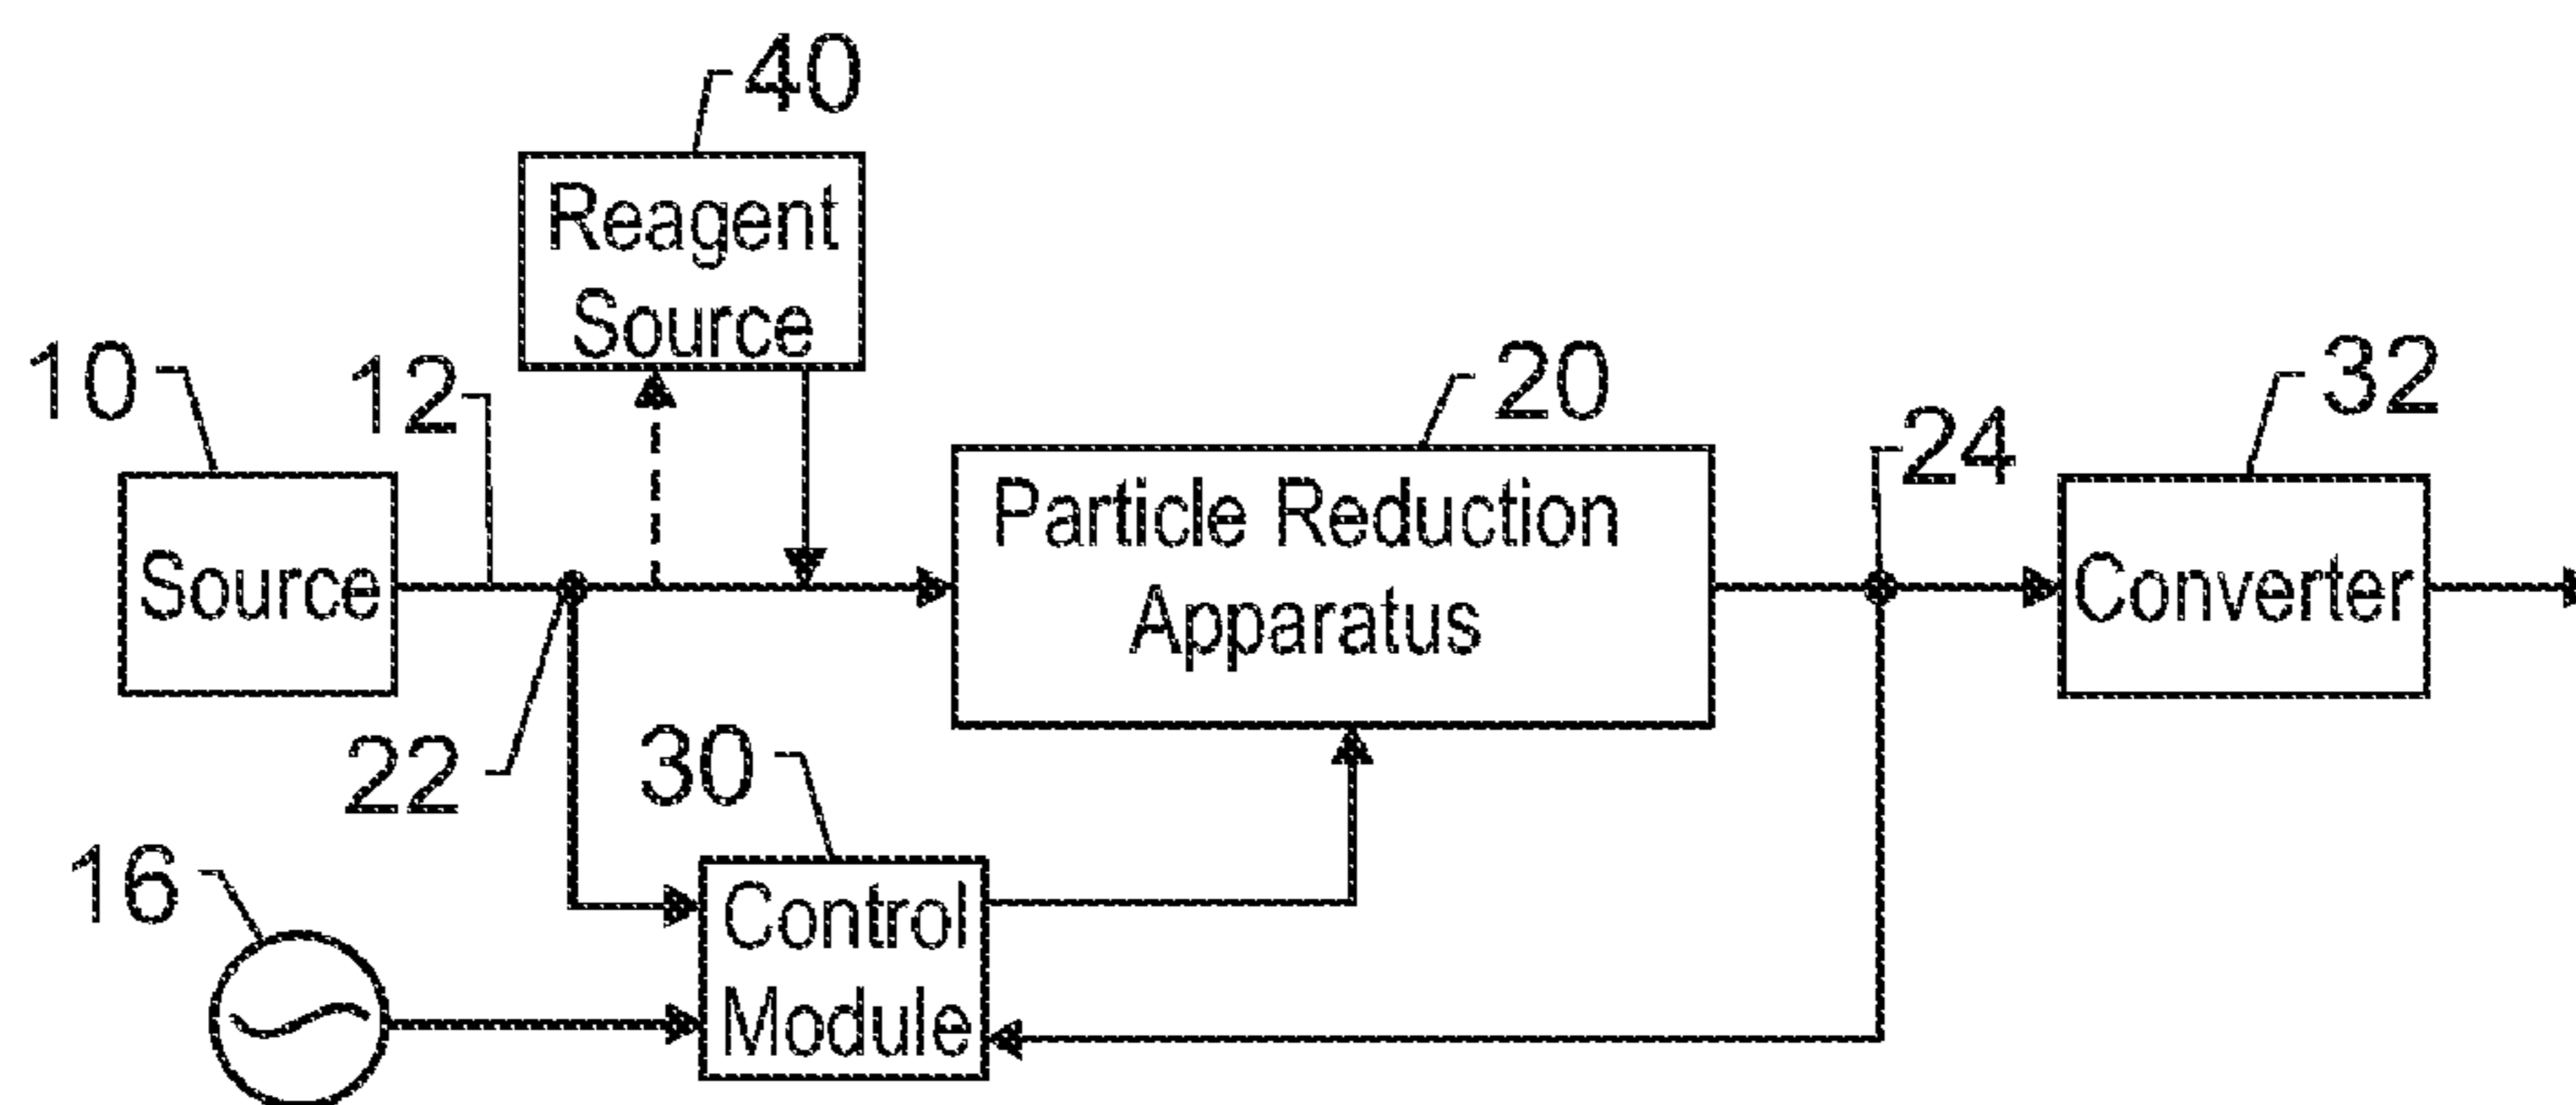 40
Reagent
Source
10
12
20
24
32
Source
Particle Reduction
Apparatus
Converter
22
30
16
Control
Module